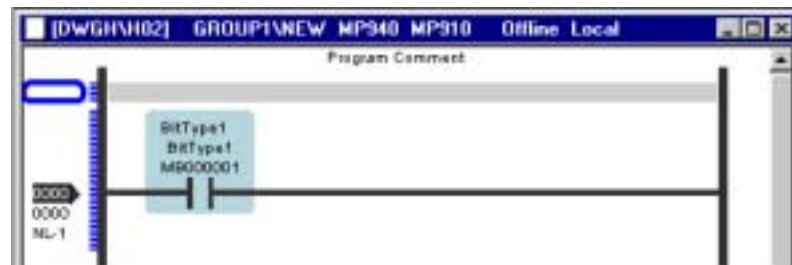 [DWGH\H02] GROUP1\NEW MP940 MP910 Offline Local
Program Comment
BitType1
BitType1
MB000001
0000
0000
NL-1